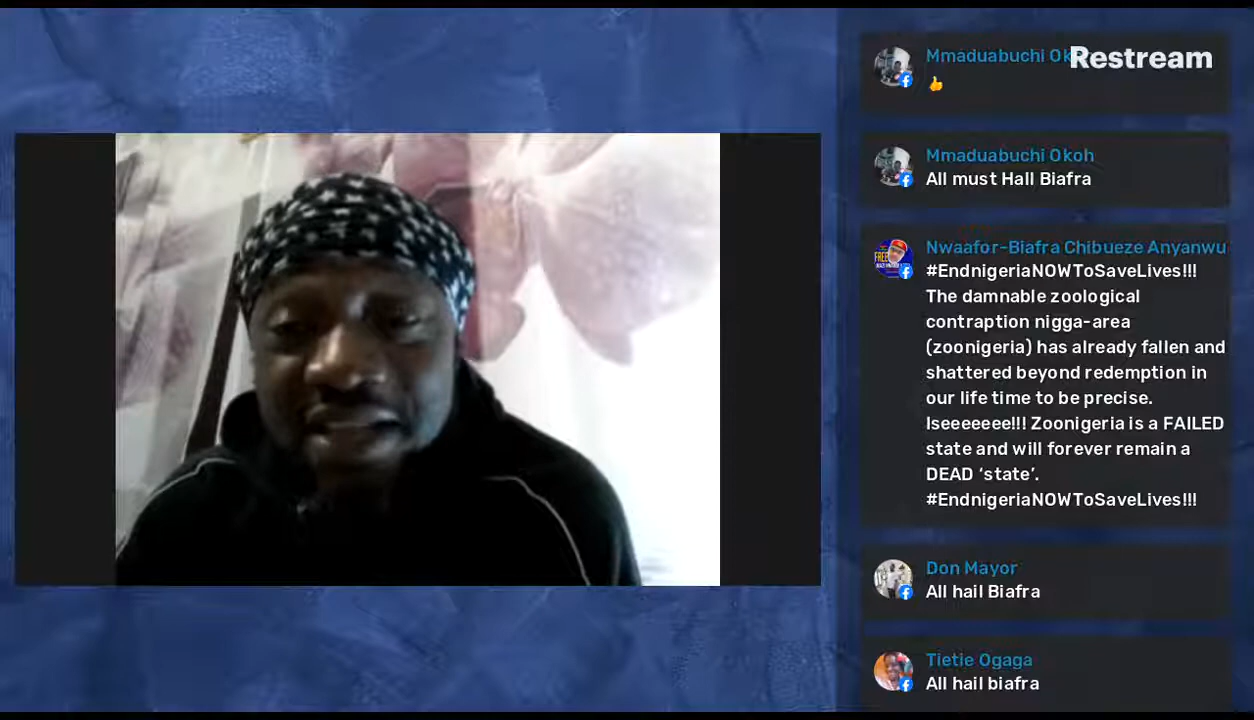 Mmaduabuchi Ok
Restream
👍
Mmaduabuchi Okoh
All must Hall Biafra
Nwaafor-Biafra Chibueze Anyanwu
#EndnigeriaNOWToSaveLives!!!
The damnable zoological
contraption nigga-area
(zoonigeria) has already fallen and
shattered beyond redemption in
our life time to be precise.
Iseeeeeee!!! Zoonigeria is a FAILED
state and will forever remain a
DEAD ‘state’.
#EndnigeriaNOWToSaveLives!!!
Don Mayor
All hail Biafra
Tietie Ogaga
All hail biafra